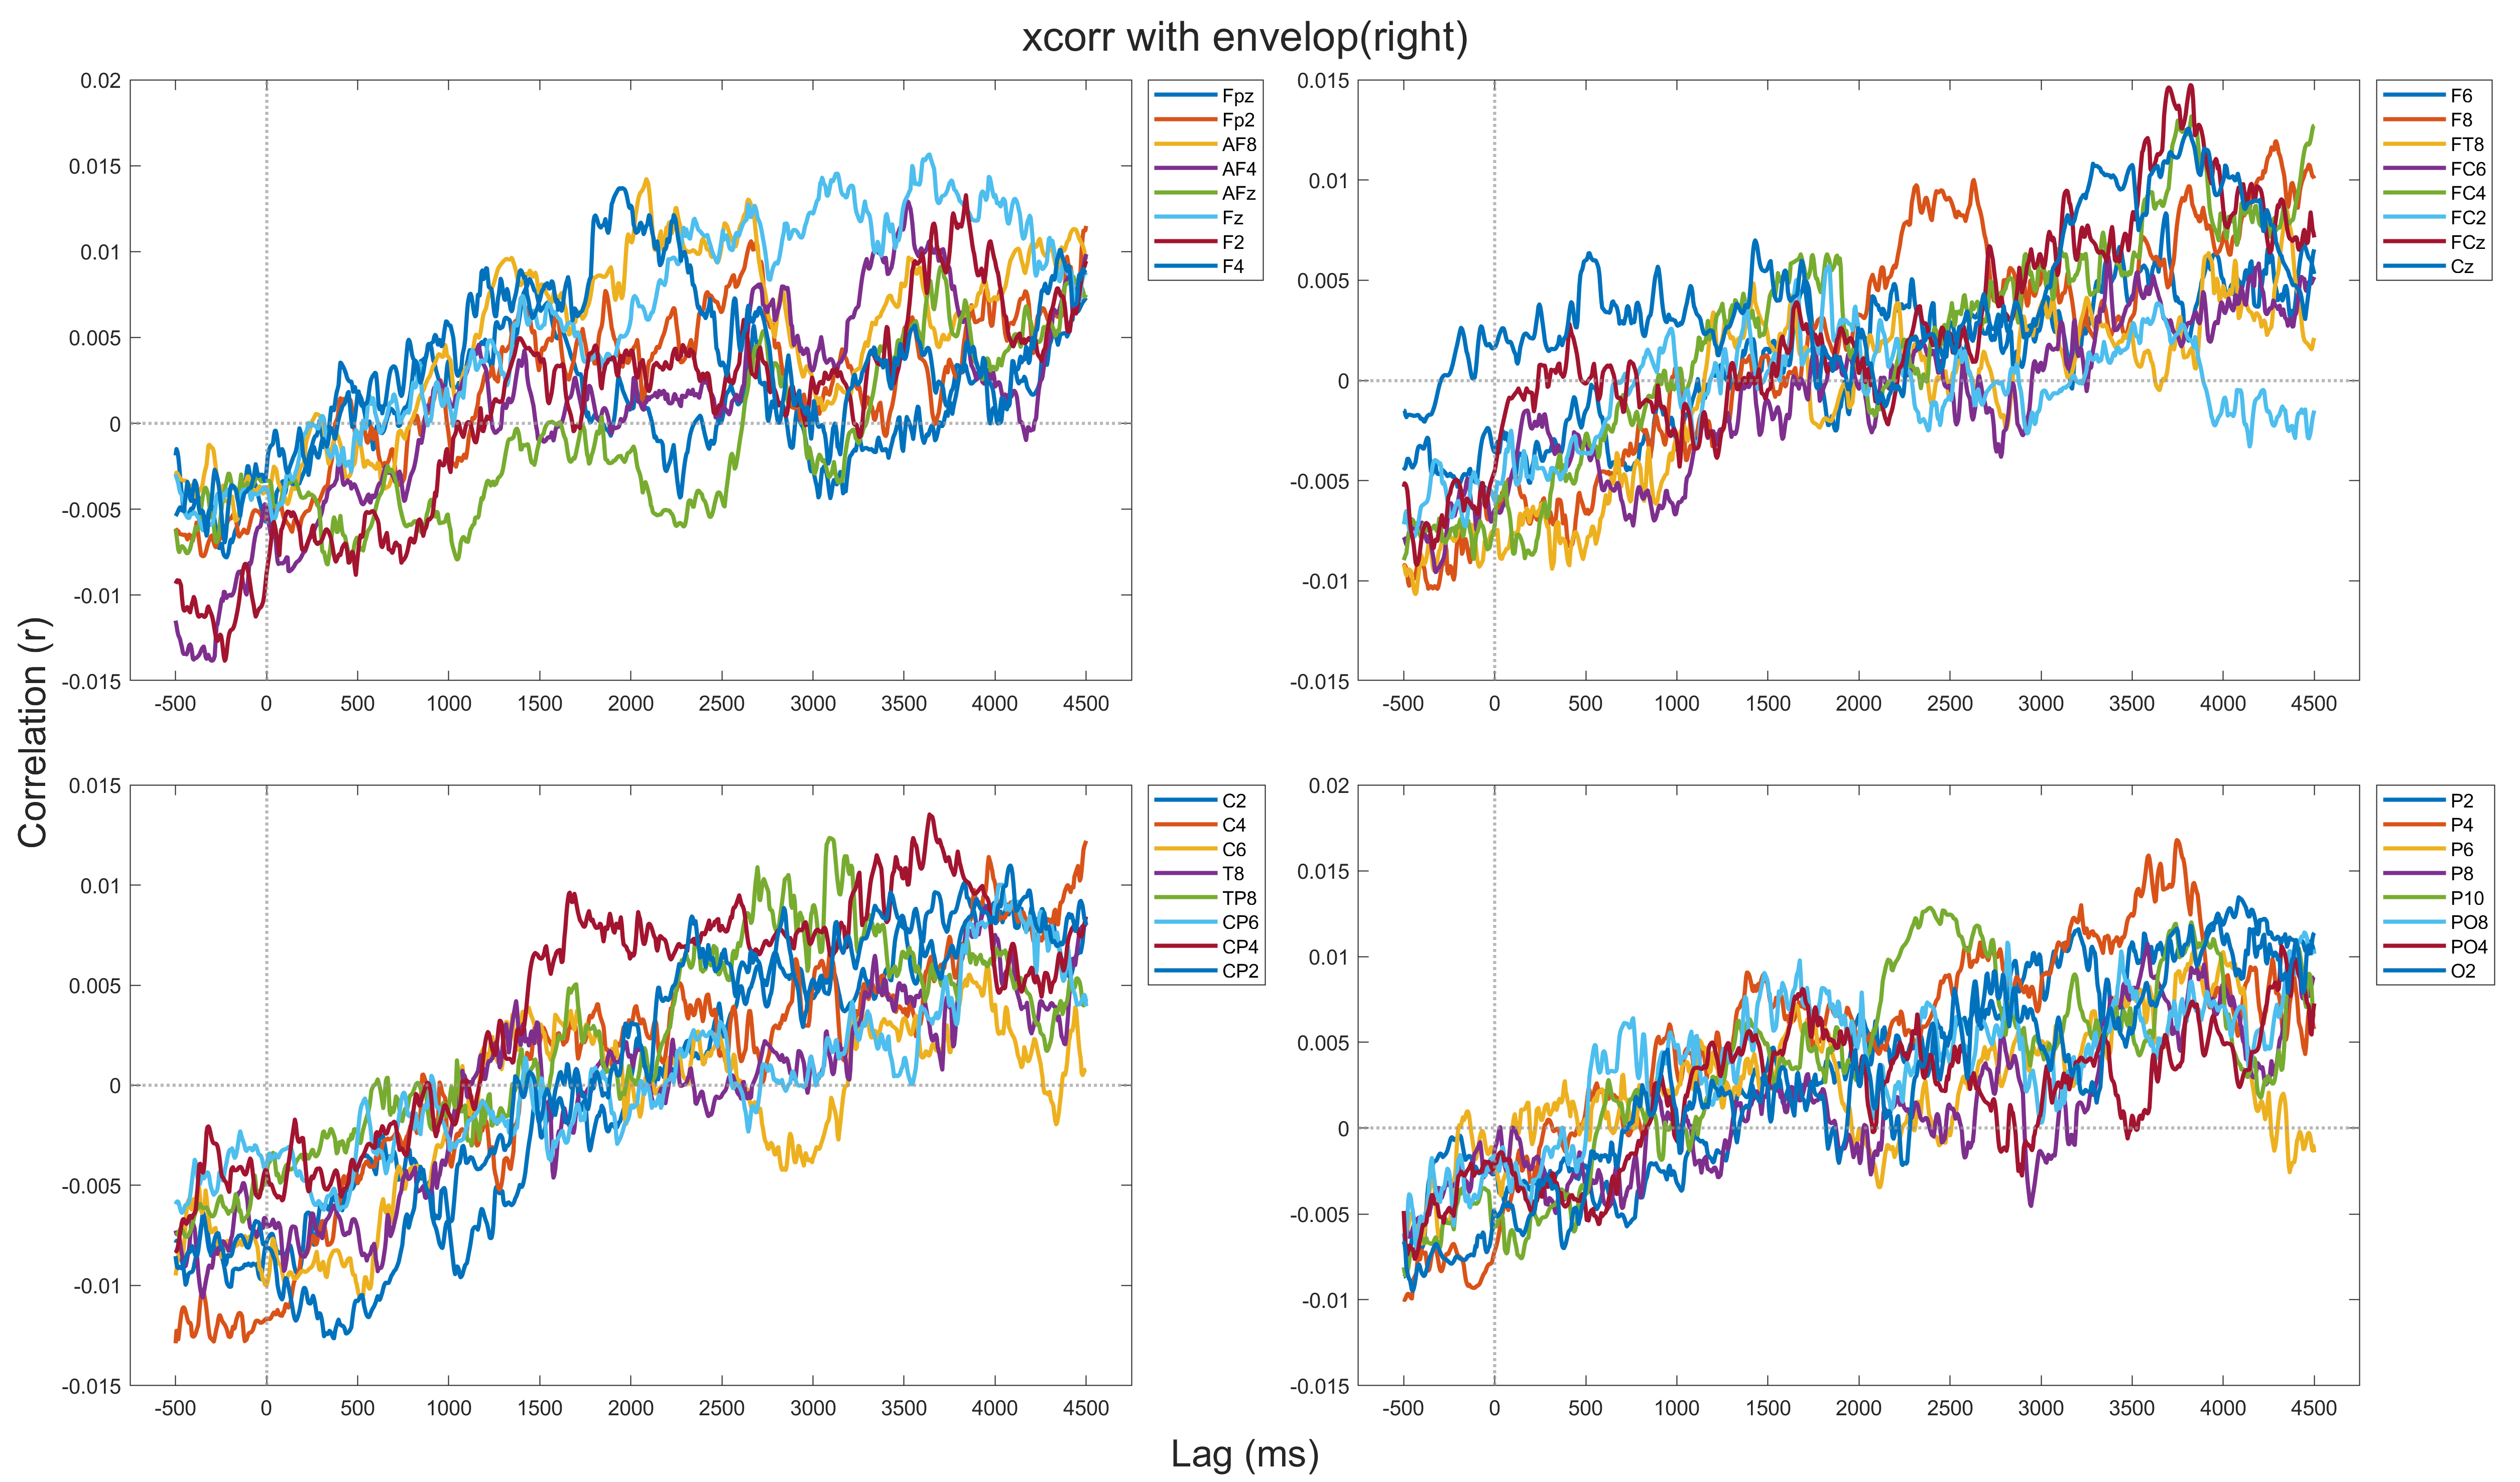 xcorr with envelop(right)
Correlation (r)
0.02
0.015
0.01
0.005
0
-0.005
-0.01
-0.015
-500 0 500 1000 1500 2000 2500 3000 3500 4000 4500
Fpz
Fp2
AF8
AF4
AFz
Fz
F2
F4
0.015
0.01
0.005
0
-0.005
-0.01
-0.015
-500 0 500 1000 1500 2000 2500 3000 3500 4000 4500
F6
F8
FT8
FC6
FC4
FC2
FCz
Cz
0.015
0.01
0.005
0
-0.005
-0.01
-0.015
-500 0 500 1000 1500 2000 2500 3000 3500 4000 4500
C2
C4
C6
T8
TP8
CP6
CP4
CP2
0.02
0.015
0.01
0.005
0
-0.005
-0.01
-0.015
-500 0 500 1000 1500 2000 2500 3000 3500 4000 4500
P2
P4
P6
P8
P10
PO8
PO4
O2
Lag (ms)